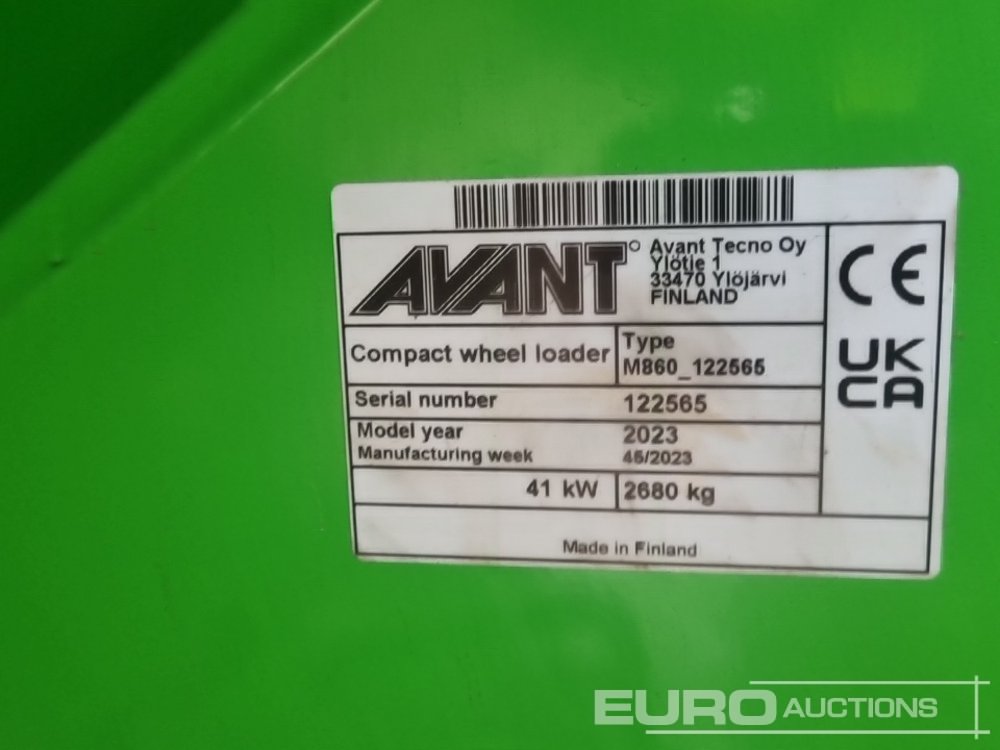 AVANT
Avant Tecno Oy
Ylötie 1
33470 Ylöjärvi
FINLAND
CE
Compact wheel loader
Type
M860_122565
UK
CA
Serial number 122565
Model year 2023
Manufacturing week 45/2023
41 kW 2680 kg
Made in Finland
EURO AUCTIONS